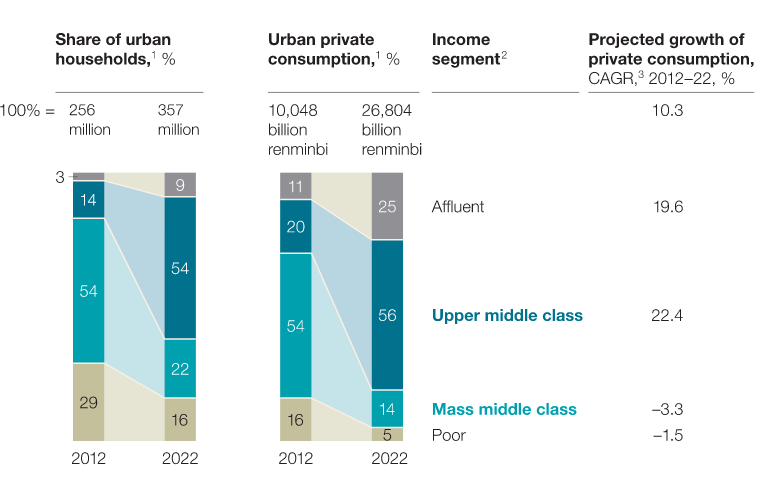 Share of urban households,¹ %
Urban private consumption,¹ %
Income segment²
Projected growth of private consumption, CAGR,³ 2012–22, %
100% = 256 million
357 million
10,048 billion renminbi
26,804 billion renminbi
10.3
3
14
54
29
9
54
22
16
11
20
54
16
25
56
14
5
Affluent
19.6
Upper middle class
22.4
Mass middle class
–3.3
Poor
–1.5
2012
2022
2012
2022